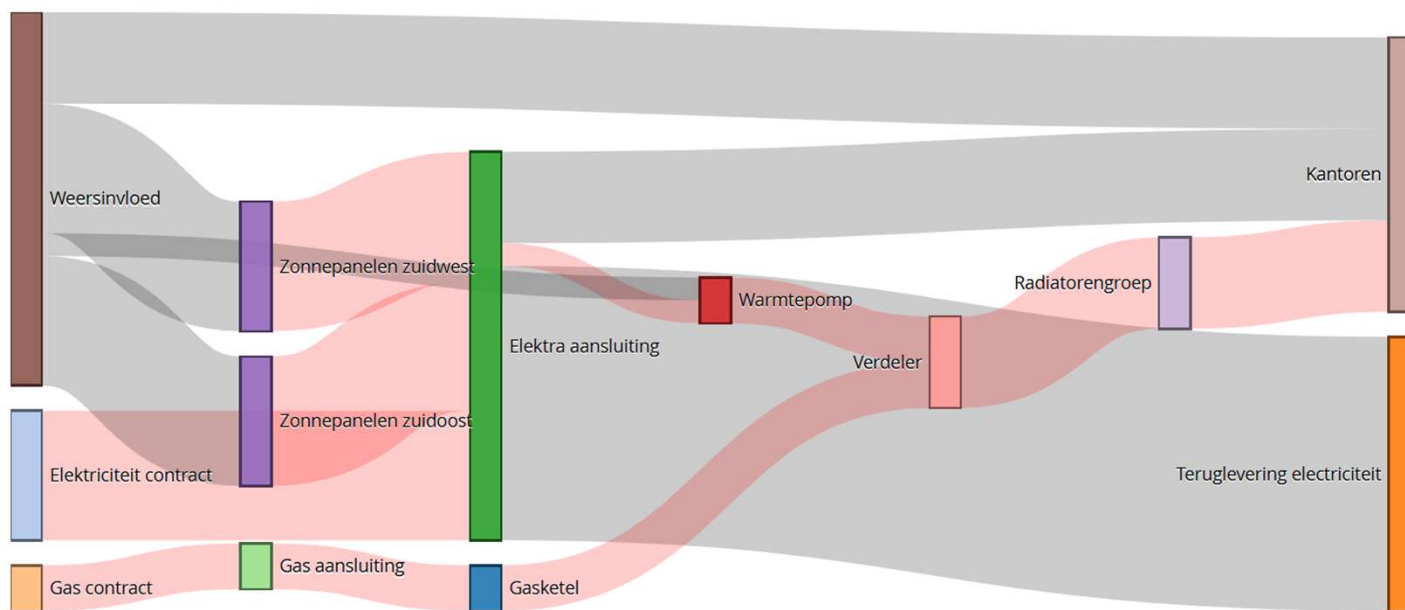 Weersinvloed
Elektriciteit contract
Gas contract
Zonnepanelen zuidwest
Zonnepanelen zuidoost
Gas aansluiting
Elektra aansluiting
Gasketel
Warmtepomp
Verdeler
Radiatorengroep
Kantoren
Teruglevering electriciteit